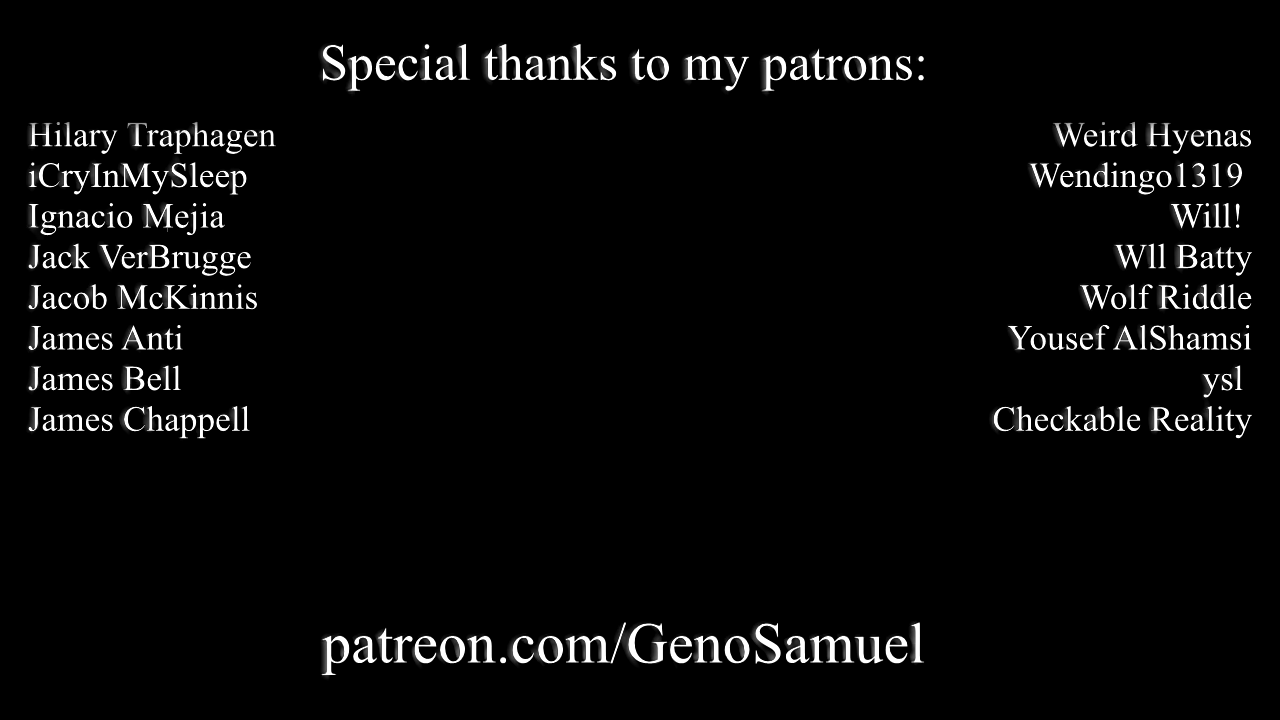 Special thanks to my patrons:
Hilary Traphagen
iCryInMySleep
Ignacio Mejia
Jack VerBrugge
Jacob McKinnis
James Anti
James Bell
James Chappell
Weird Hyenas
Wendingo1319
Will!
Wll Batty
Wolf Riddle
Yousef AlShamsi
ysl
Checkable Reality
patreon.com/GenoSamuel